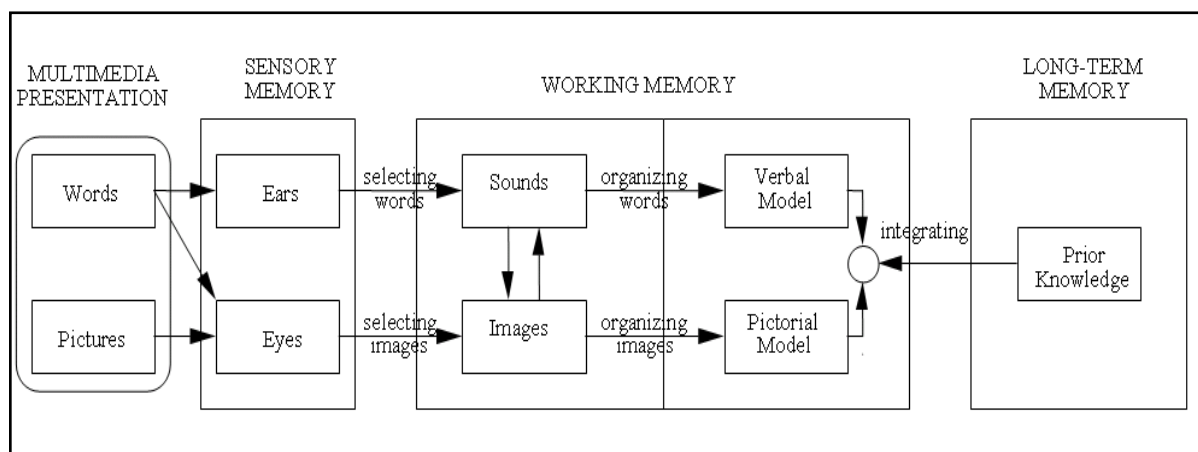 MULTIMEDIA
PRESENTATION
SENSORY
MEMORY
WORKING MEMORY
LONG-TERM
MEMORY
Words
Ears
selecting
words
Sounds
organizing
words
Verbal
Model
integrating
Prior
Knowledge
Pictures
Eyes
selecting
images
Images
organizing
images
Pictorial
Model